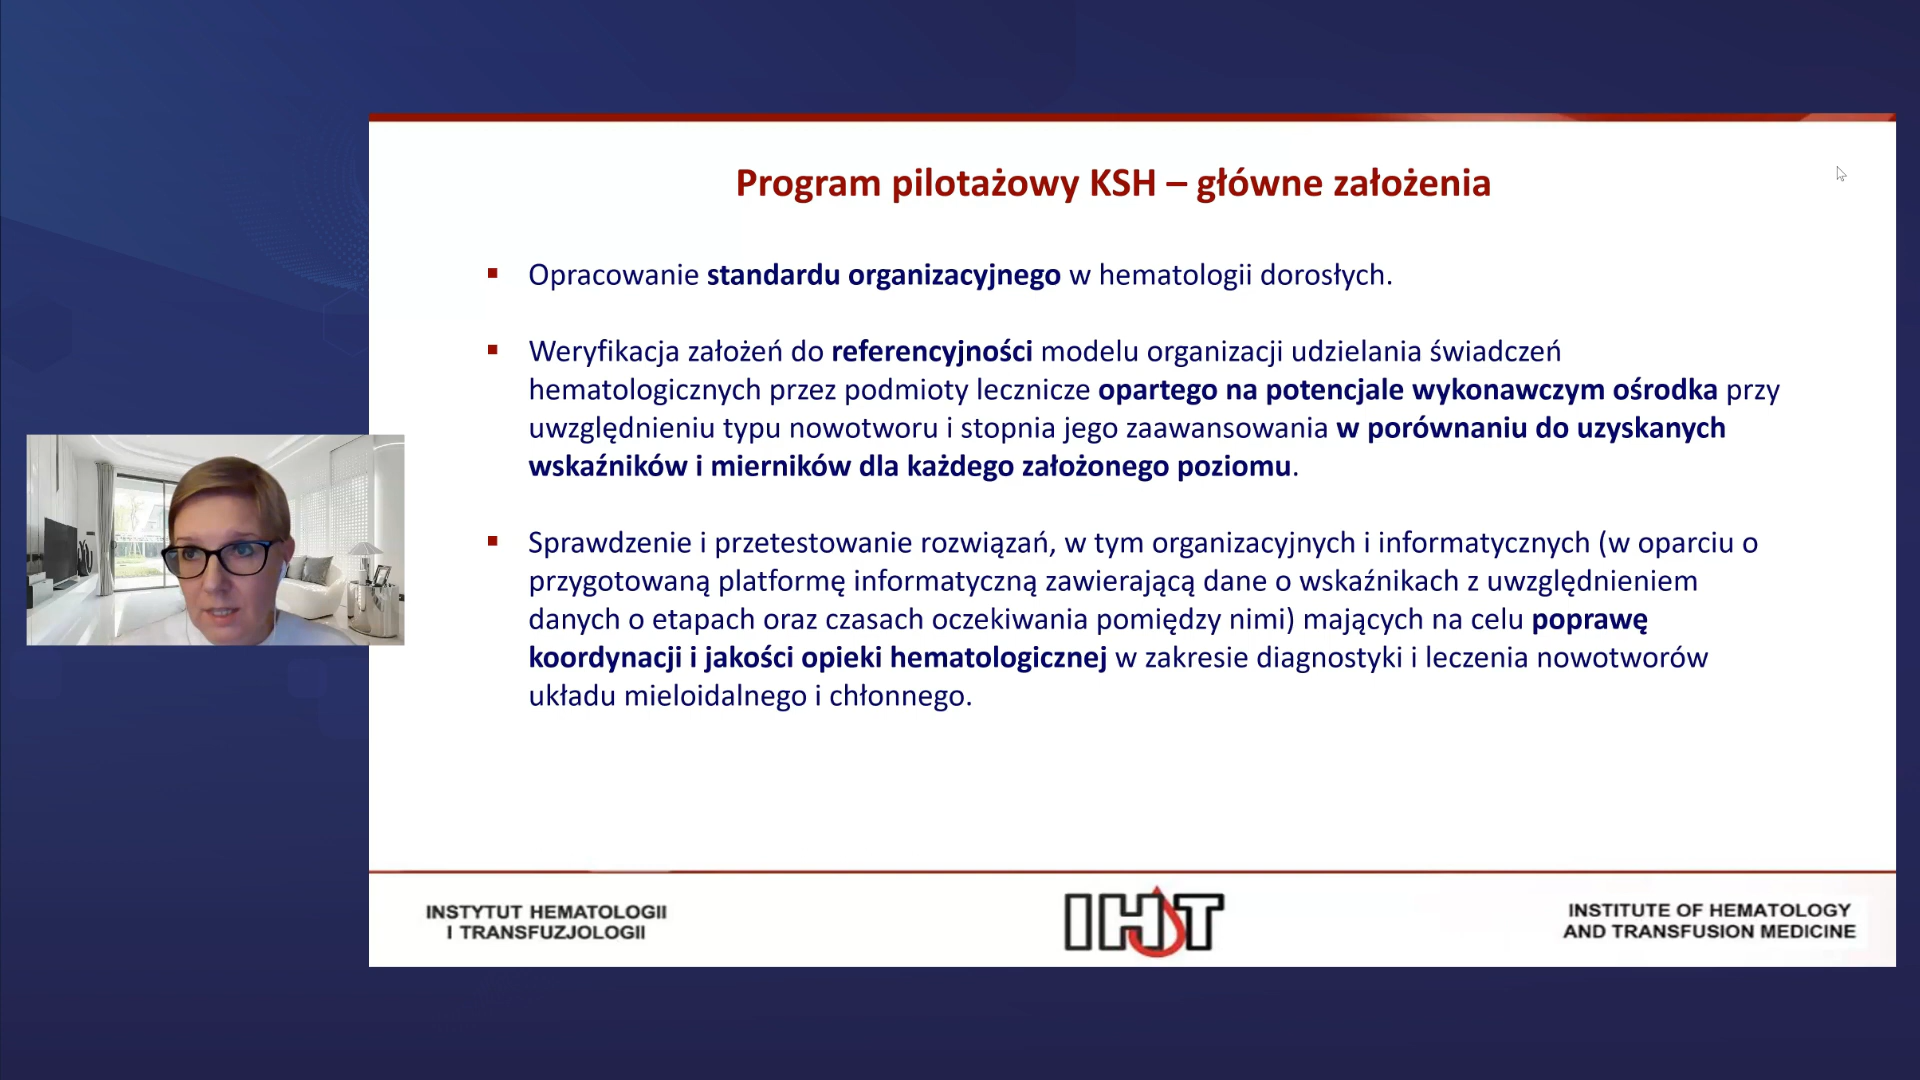 Program pilotażowy KSH – główne założenia
Opracowanie standardu organizacyjnego w hematologii dorosłych.
Weryfikacja założeń do referencyjności modelu organizacji udzielania świadczeń
hematologicznych przez podmioty lecznicze opartego na potencjale wykonawczym ośrodka przy
uwzględnieniu typu nowotworu i stopnia jego zaawansowania w porównaniu do uzyskanych
wskaźników i mierników dla każdego założonego poziomu.
Sprawdzenie i przetestowanie rozwiązań, w tym organizacyjnych i informatycznych (w oparciu o
przygotowaną platformę informatyczną zawierającą dane o wskaźnikach z uwzględnieniem
danych o etapach oraz czasach oczekiwania pomiędzy nimi) mających na celu poprawę
koordynacji i jakości opieki hematologicznej w zakresie diagnostyki i leczenia nowotworów
układu mieloidalnego i chłonnego.
INSTYTUT HEMATOLOGII
I TRANSFUZJOLOGII
IHiT
INSTITUTE OF HEMATOLOGY
AND TRANSFUSION MEDICINE